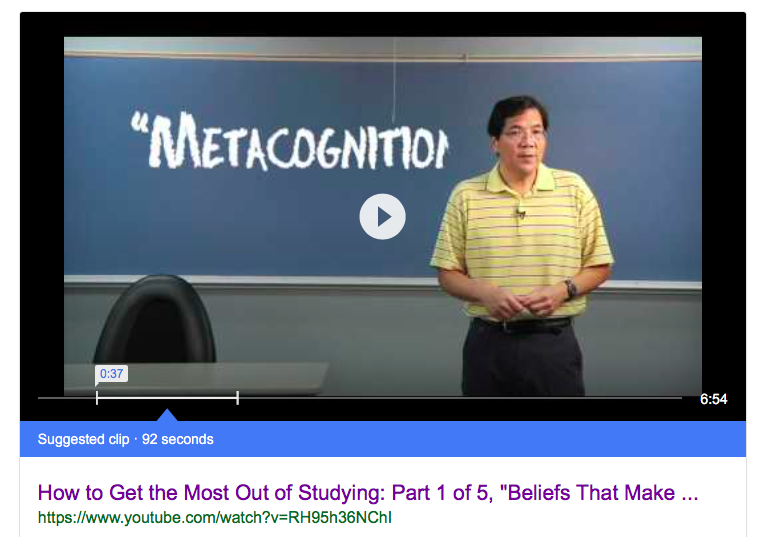 "METACOGNITION
0:37
6:54
Suggested clip · 92 seconds
How to Get the Most Out of Studying: Part 1 of 5, "Beliefs That Make ...
https://www.youtube.com/watch?v=RH95h36NChI